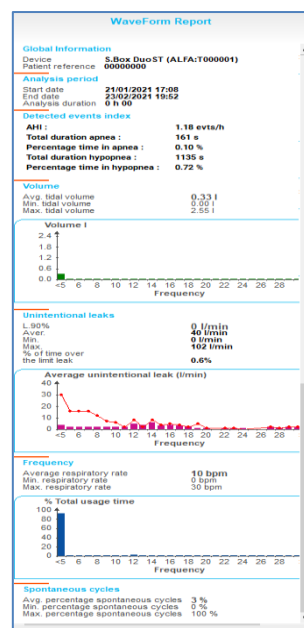 WaveForm Report
Global Information
Device S.Box DuoST (ALFA:T000001)
Patient reference 00000000
Analysis period
Start date 21/01/2021 17:08
End date 23/02/2021 19:52
Analysis duration 0 h 00
Detected events index
AHI : 1.18 evts/h
Total duration apnea : 161 s
Percentage time in apnea : 0.10 %
Total duration hypopnea : 1135 s
Percentage time in hypopnea : 0.72 %
Volume
Avg. tidal volume 0.33 l
Min. tidal volume 0.00 l
Max. tidal volume 2.55 l
Volume l
2.4
1.8
1.2
0.6
0.0
<5 6 8 10 12 14 16 18 20 22 24 26 28
Frequency
Unintentional leaks
L.90% 0 l/min
Aver. 40 l/min
Min. 0 l/min
Max. 102 l/min
% of time over
the limit leak 0.6%
Average unintentional leak (l/min)
40
30
20
10
0
<5 6 8 10 12 14 16 18 20 22 24 26 28
Frequency
Frequency
Average respiratory rate 10 bpm
Min. respiratory rate 0 bpm
Max. respiratory rate 30 bpm
% Total usage time
100
80
60
40
20
0
<5 6 8 10 12 14 16 18 20 22 24 26 28
Frequency
Spontaneous cycles
Avg. percentage spontaneous cycles 3 %
Min. percentage spontaneous cycles 0 %
Max. percentage spontaneous cycles 100 %